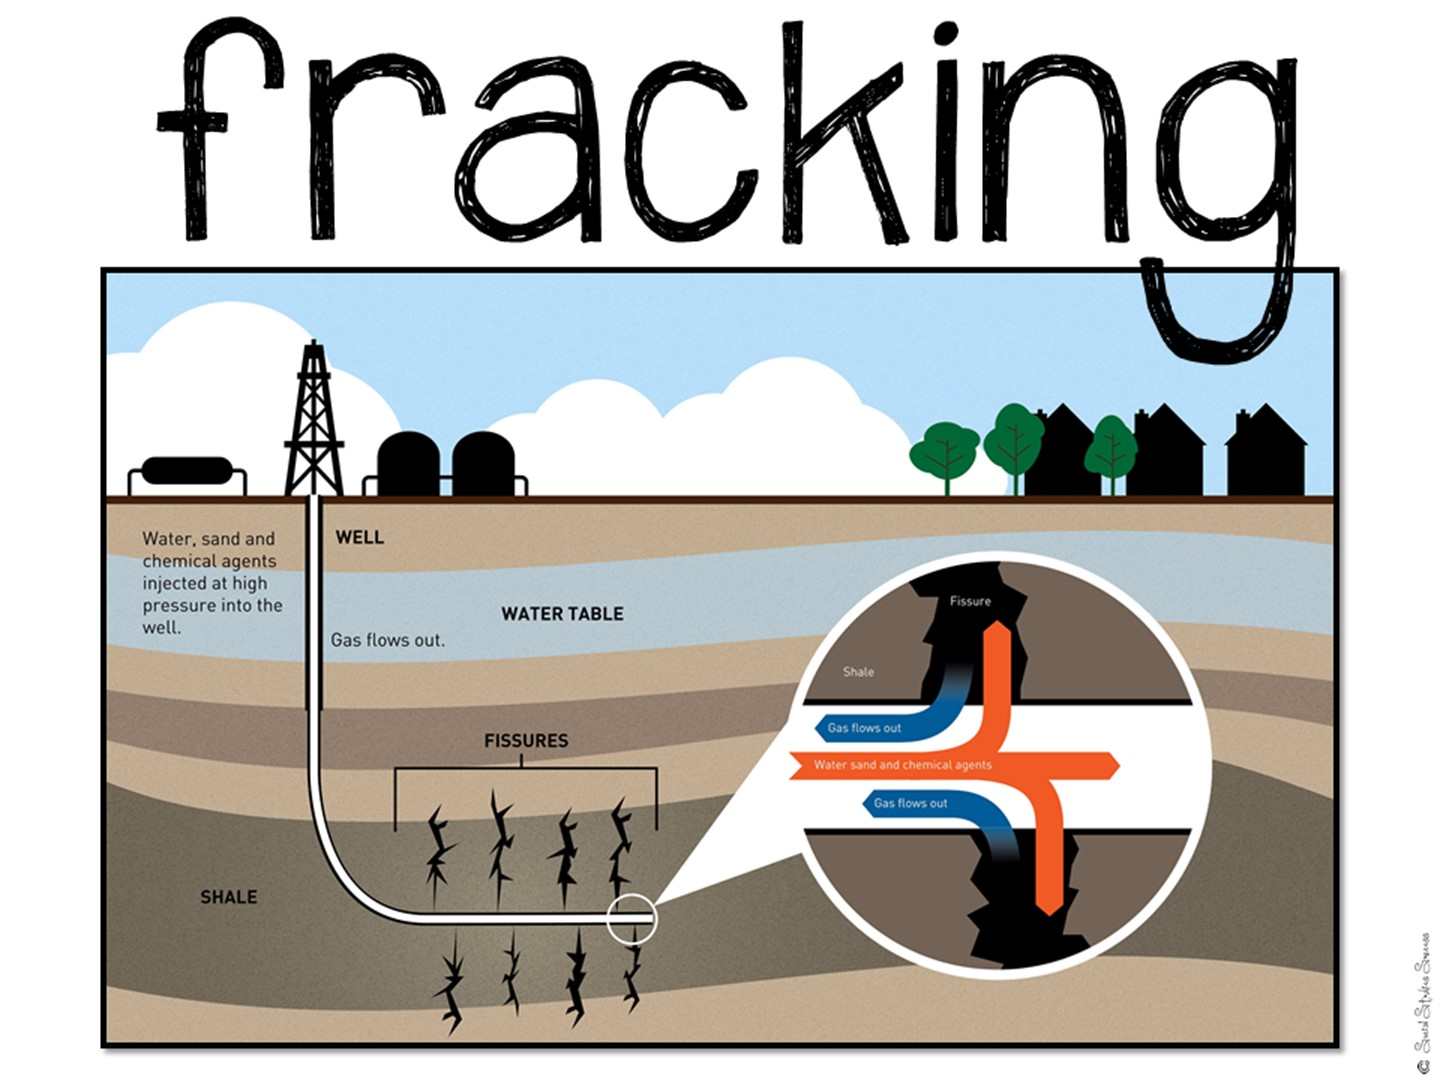 fracking
Water, sand and
chemical agents
injected at high
pressure into the
well.
WELL
WATER TABLE
Gas flows out.
FISSURES
SHALE
Fissure
Shale
Gas flows out
Water sand and chemical agents
Gas flows out